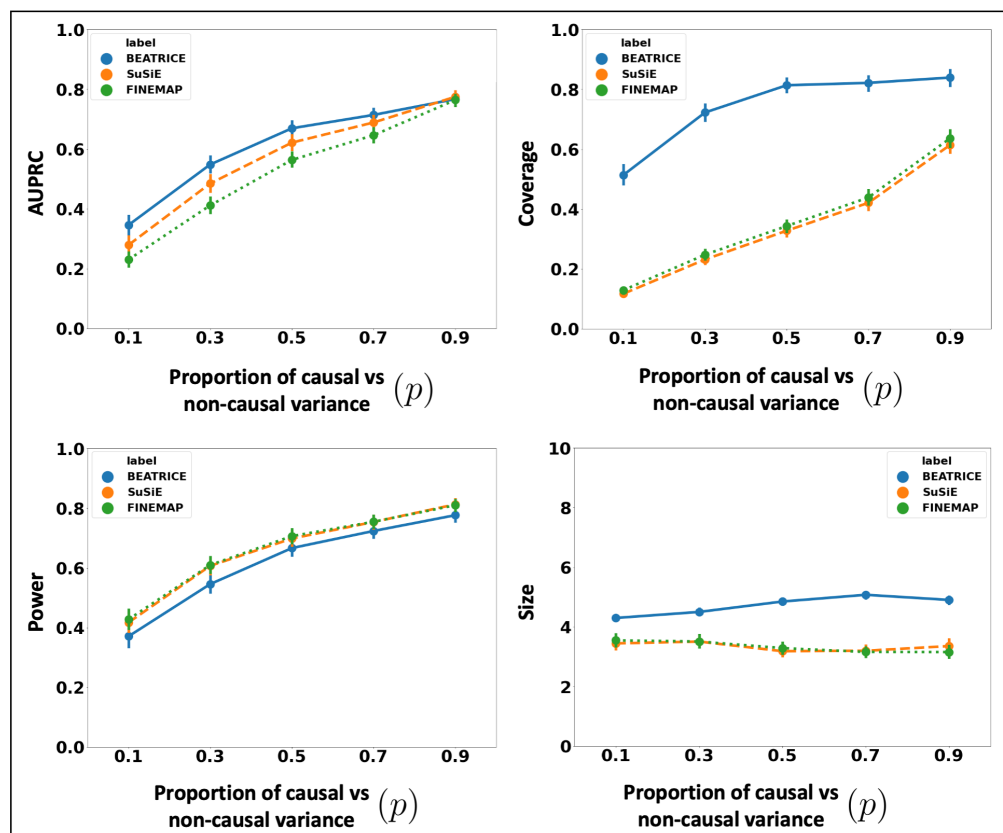 1.0
0.8
0.6
0.4
0.2
0.0
AUPRC
label
BEATRICE
SuSiE
FINEMAP
0.1 0.3 0.5 0.7 0.9
Proportion of causal vs
non-causal variance (p)
1.0
0.8
0.6
0.4
0.2
0.0
Coverage
label
BEATRICE
SuSiE
FINEMAP
0.1 0.3 0.5 0.7 0.9
Proportion of causal vs
non-causal variance (p)
1.0
0.8
0.6
0.4
0.2
0.0
Power
label
BEATRICE
SuSiE
FINEMAP
0.1 0.3 0.5 0.7 0.9
Proportion of causal vs
non-causal variance (p)
10
8
6
4
2
0
Size
label
BEATRICE
SuSiE
FINEMAP
0.1 0.3 0.5 0.7 0.9
Proportion of causal vs
non-causal variance (p)